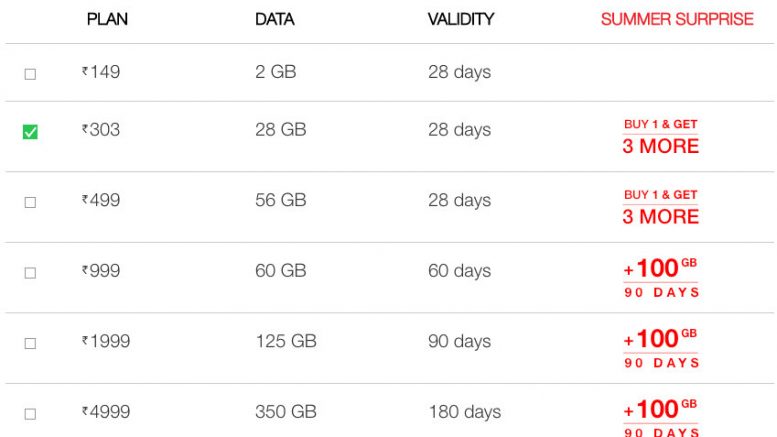 PLAN DATA VALIDITY SUMMER SURPRISE
₹149 2 GB 28 days
₹303 28 GB 28 days BUY 1 & GET
3 MORE
₹499 56 GB 28 days BUY 1 & GET
3 MORE
₹999 60 GB 60 days +100 GB
90 DAYS
₹1999 125 GB 90 days +100 GB
90 DAYS
₹4999 350 GB 180 days +100 GB
90 DAYS